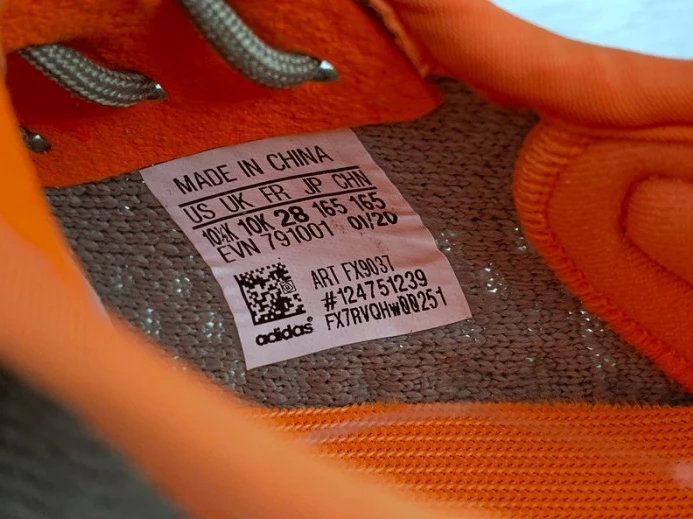 MADE IN CHINA
US UK FR JP CHN
10½K 10K 28 165 165
EVN 791001 01/20
ART FX9037
#124751239
FX7RVQHw00251
adidas®